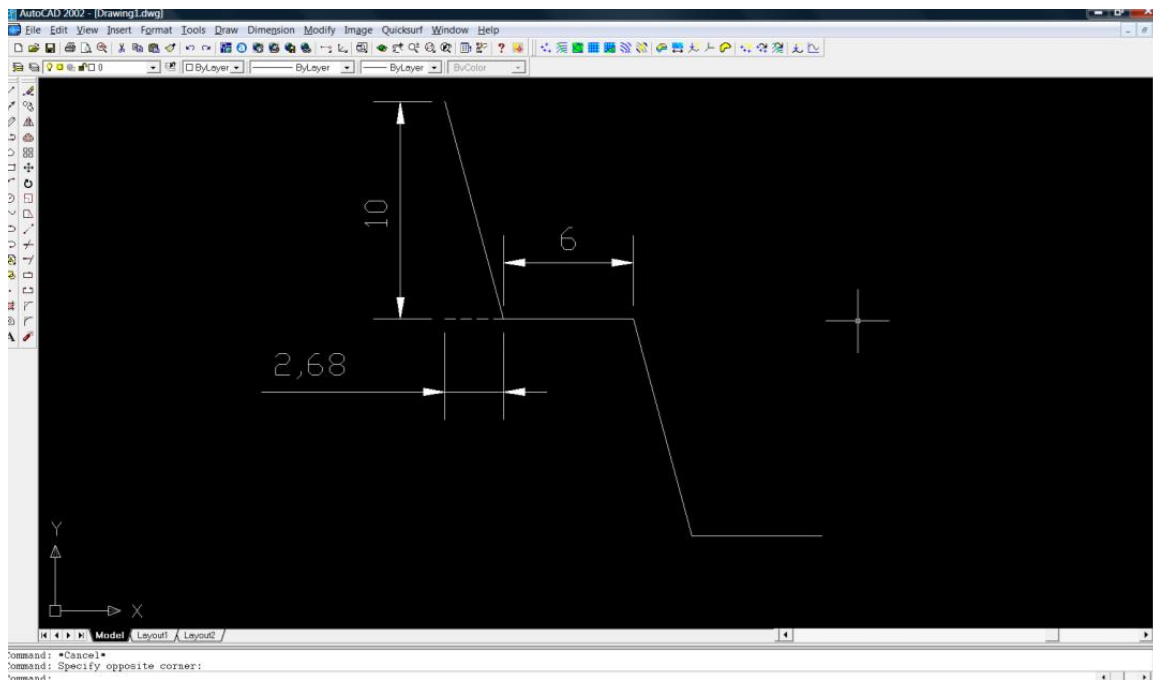 AutoCAD 2002 - [Drawing1.dwg]
File Edit View Insert Format Tools Draw Dimension Modify Image Quicksurf Window Help
0 ByLayer ByLayer ByLayer ByColor
10
6
2,68
Y
X
Model Layout1 Layout2
Command: *Cancel*
Command: Specify opposite corner:
Command: